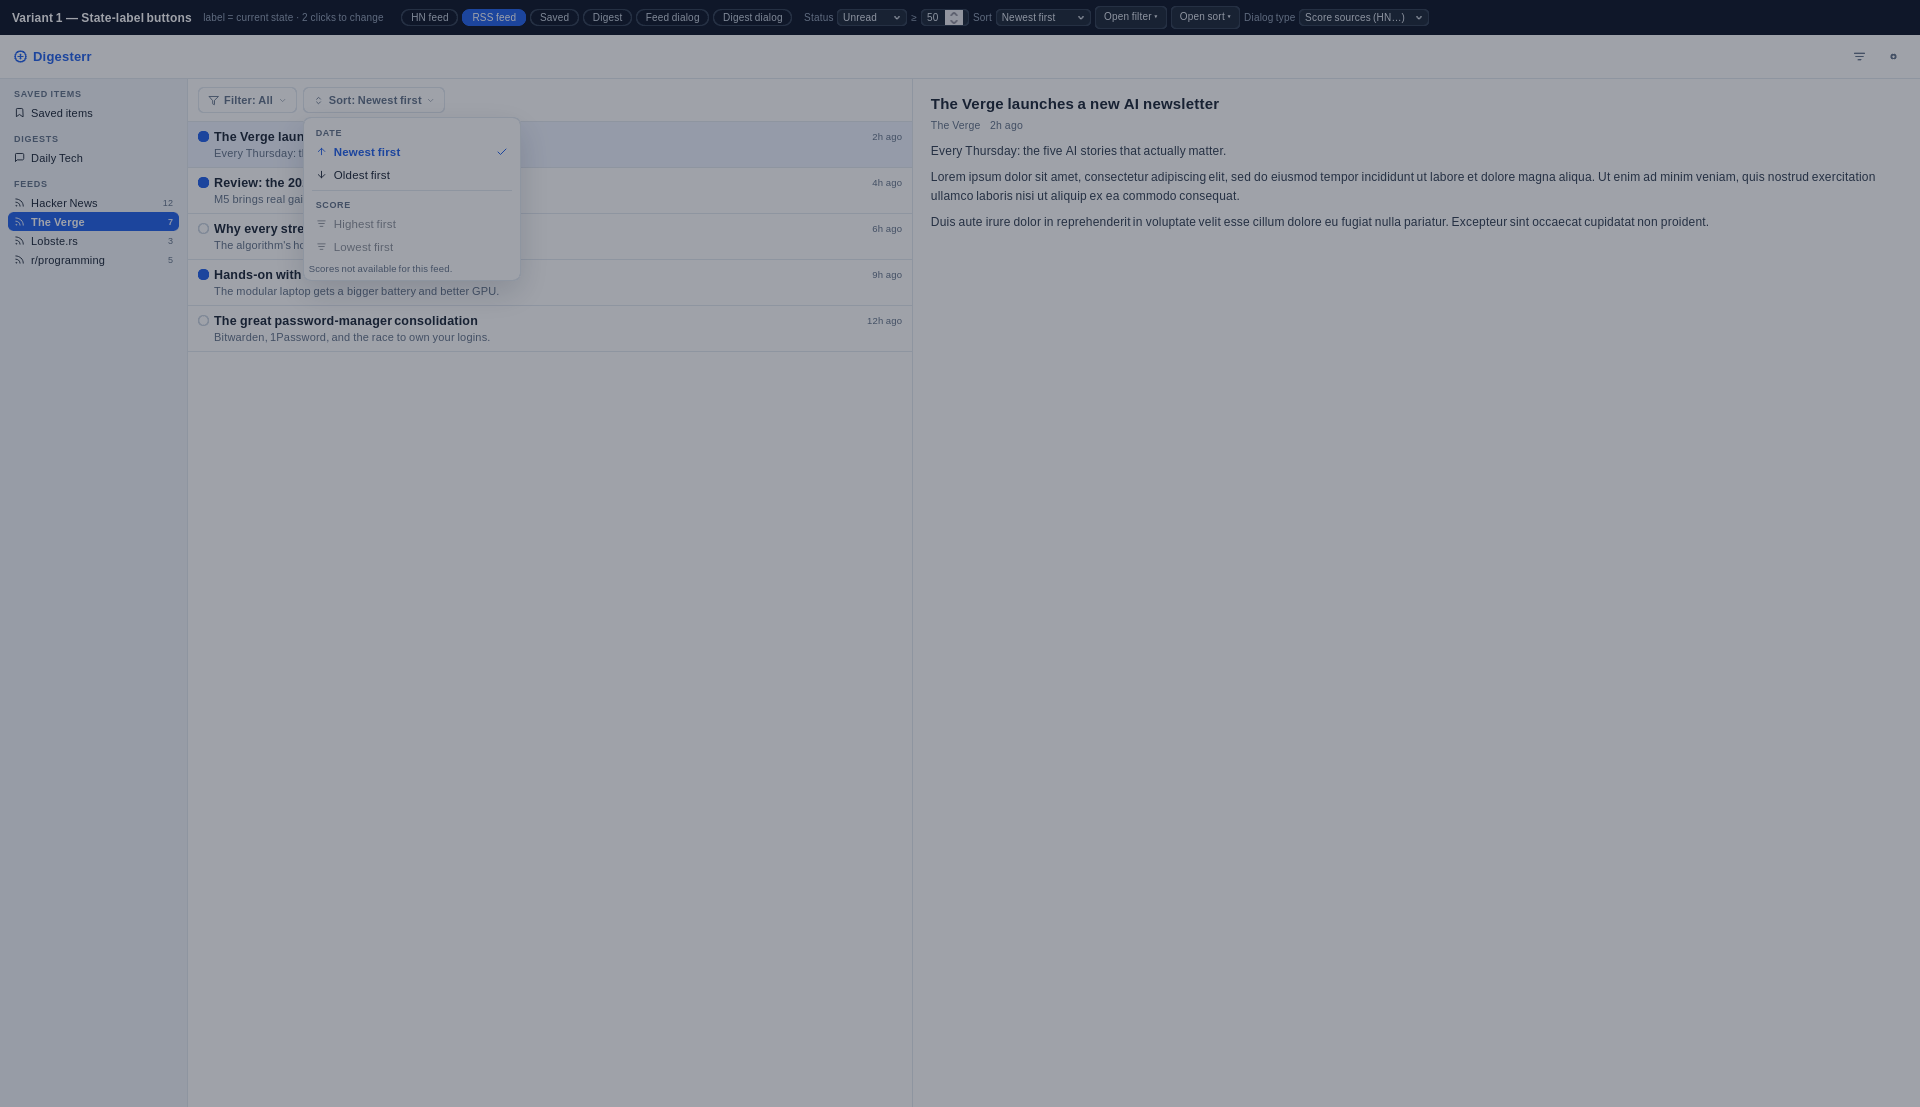 Variant 1 — State-label buttons label = current state · 2 clicks to change HN feed RSS feed Saved Digest Feed dialog Digest dialog Status Unread ≥ 50 Sort Newest first Open filter ▾ Open sort ▾ Dialog type Score sources (HN…)
Digesterr
SAVED ITEMS
Saved items
DIGESTS
Daily Tech
FEEDS
Hacker News 12
The Verge 7
Lobste.rs 3
r/programming 5
Filter: All Sort: Newest first
DATE
Newest first
Oldest first
SCORE
Highest first
Lowest first
Scores not available for this feed.
The Verge laun 2h ago
Every Thursday: t
Review: the 20 4h ago
M5 brings real gai
Why every stre 6h ago
The algorithm's ho
Hands-on with 9h ago
The modular laptop gets a bigger battery and better GPU.
The great password-manager consolidation 12h ago
Bitwarden, 1Password, and the race to own your logins.
The Verge launches a new AI newsletter
The Verge 2h ago
Every Thursday: the five AI stories that actually matter.
Lorem ipsum dolor sit amet, consectetur adipiscing elit, sed do eiusmod tempor incididunt ut labore et dolore magna aliqua. Ut enim ad minim veniam, quis nostrud exercitation
ullamco laboris nisi ut aliquip ex ea commodo consequat.
Duis aute irure dolor in reprehenderit in voluptate velit esse cillum dolore eu fugiat nulla pariatur. Excepteur sint occaecat cupidatat non proident.